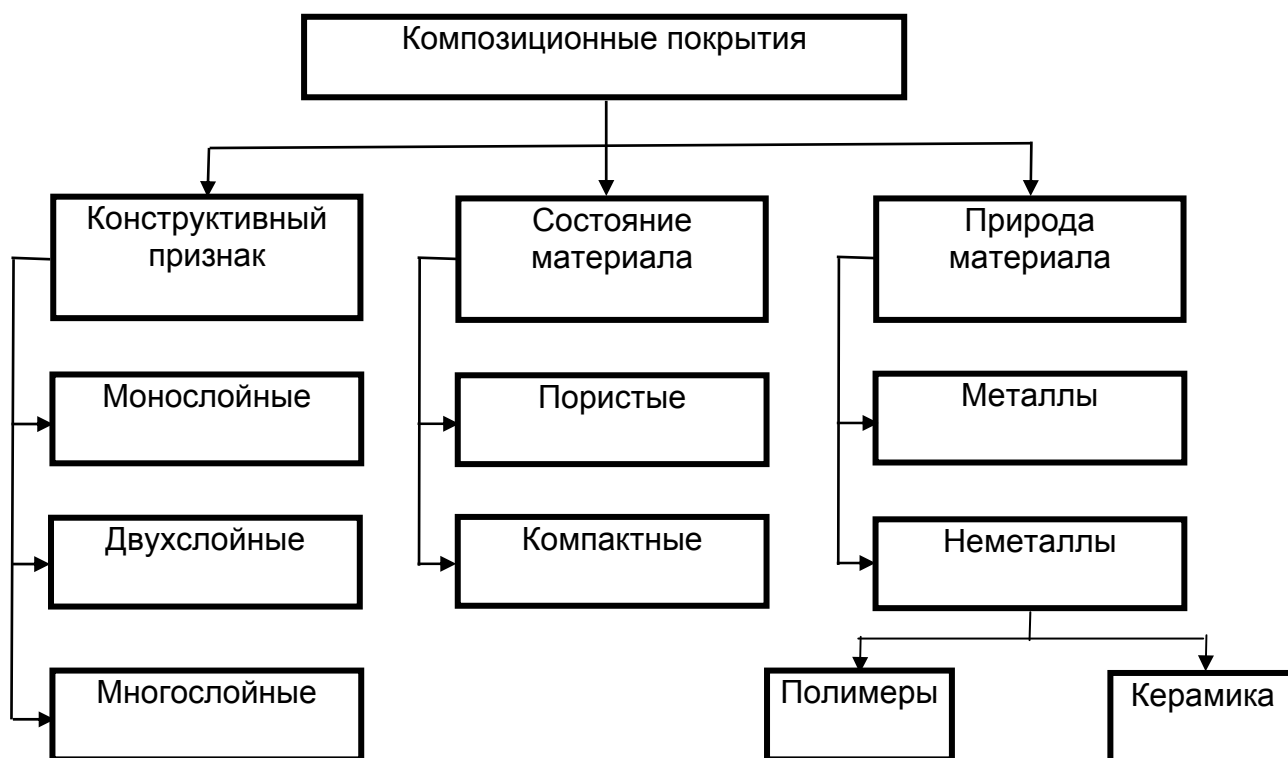 Композиционные покрытия
Конструктивный
признак
Состояние
материала
Природа
материала
Монослойные
Пористые
Металлы
Двухслойные
Компактные
Неметаллы
Многослойные
Полимеры
Керамика